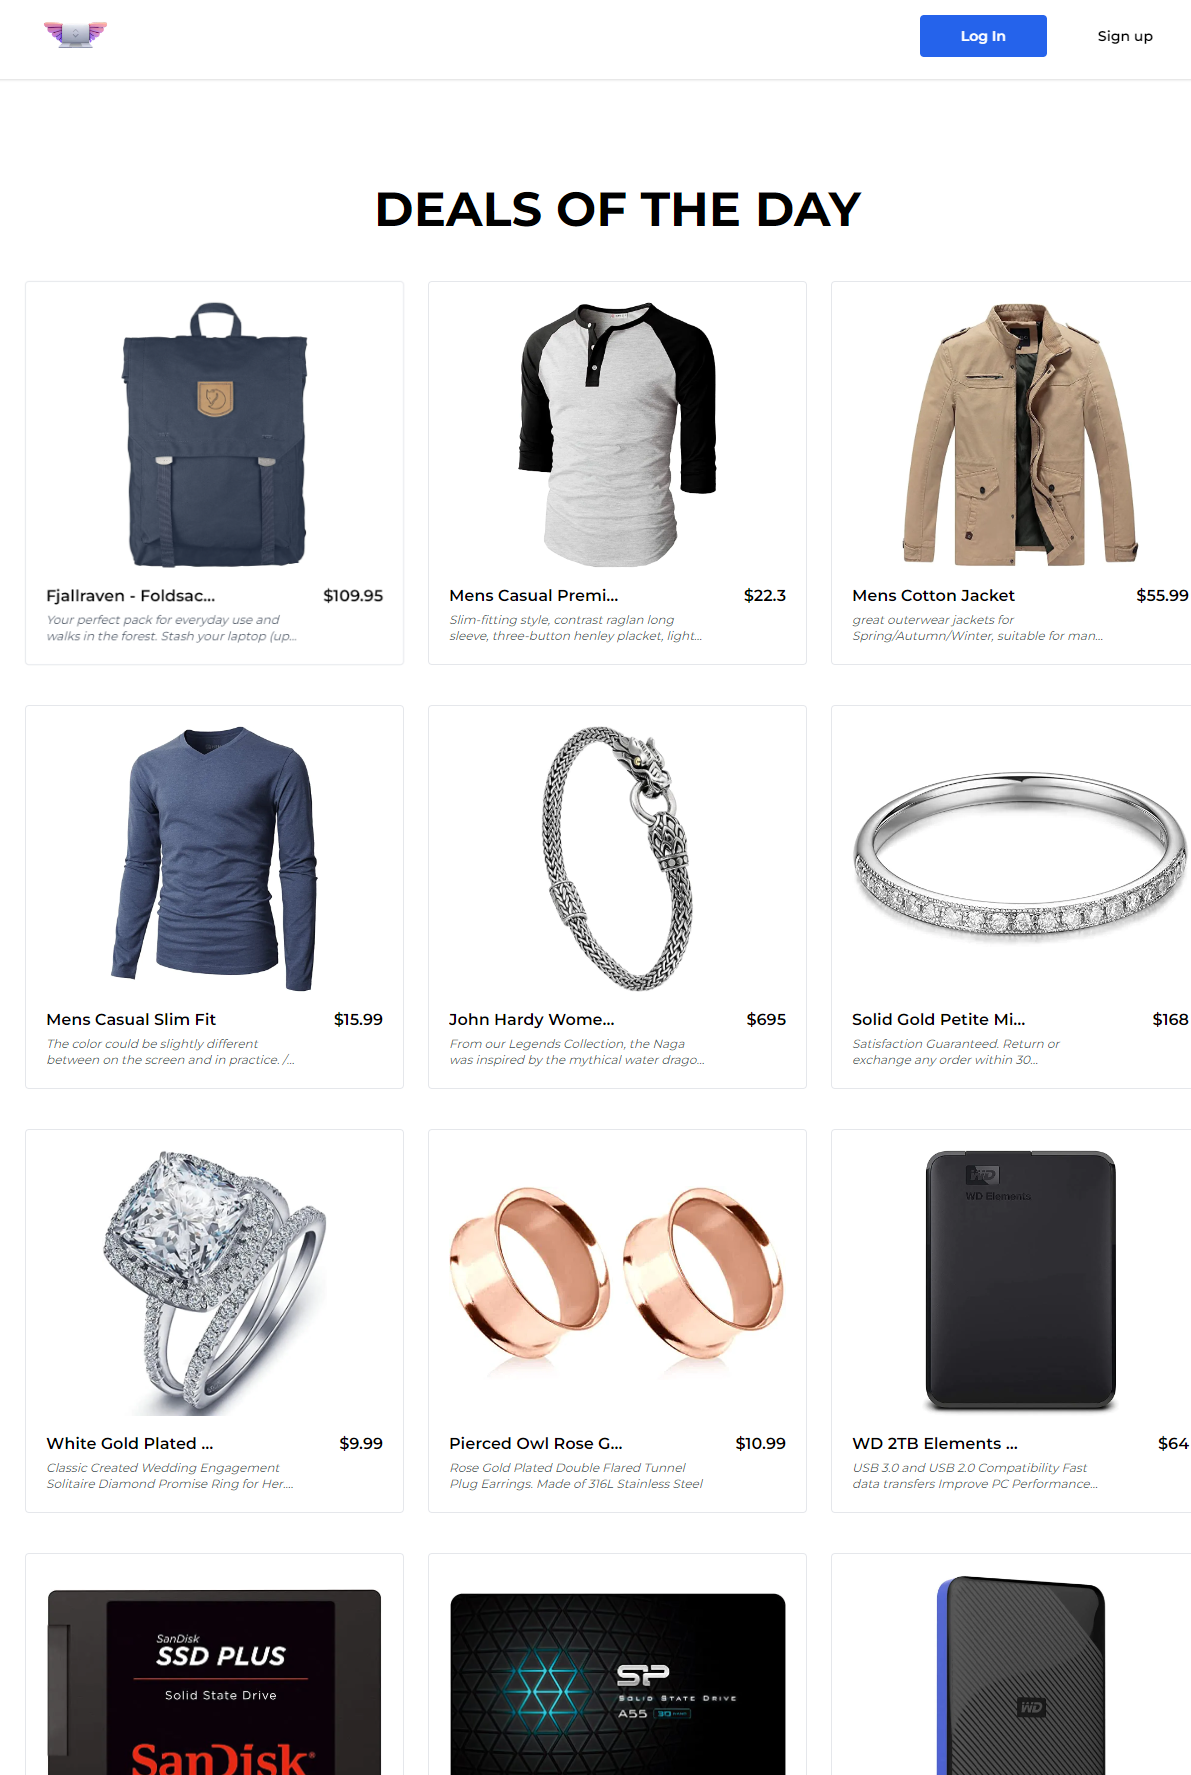 Log In
Sign up
DEALS OF THE DAY
Fjallraven - Foldsac...
$109.95
Your perfect pack for everyday use and
walks in the forest. Stash your laptop (up...
Mens Casual Premi...
$22.3
Slim-fitting style, contrast raglan long
sleeve, three-button henley placket, light...
Mens Cotton Jacket
$55.99
great outerwear jackets for
Spring/Autumn/Winter, suitable for man...
Mens Casual Slim Fit
$15.99
The color could be slightly different
between on the screen and in practice. /...
John Hardy Wome...
$695
From our Legends Collection, the Naga
was inspired by the mythical water drago...
Solid Gold Petite Mi...
$168
Satisfaction Guaranteed. Return or
exchange any order within 30...
WD
WD Elements
White Gold Plated ...
$9.99
Classic Created Wedding Engagement
Solitaire Diamond Promise Ring for Her....
Pierced Owl Rose G...
$10.99
Rose Gold Plated Double Flared Tunnel
Plug Earrings. Made of 316L Stainless Steel
WD 2TB Elements ...
$64
USB 3.0 and USB 2.0 Compatibility Fast
data transfers Improve PC Performance...
SanDisk
SSD PLUS
Solid State Drive
SanDisk
SP
SOLID STATE DRIVE
A55 3D NAND
WD